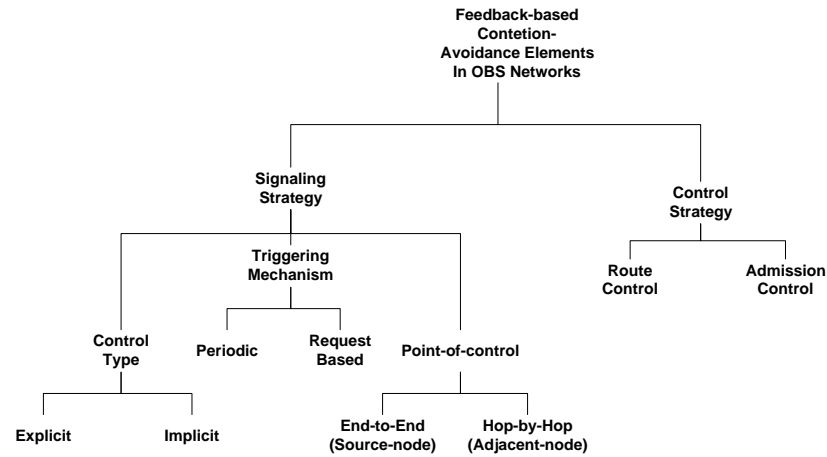 Feedback-based
Contetion-
Avoidance Elements
In OBS Networks
Signaling
Strategy
Control
Strategy
Triggering
Mechanism
Route
Control
Admission
Control
Control
Type
Periodic
Request
Based
Point-of-control
Explicit
Implicit
End-to-End
(Source-node)
Hop-by-Hop
(Adjacent-node)